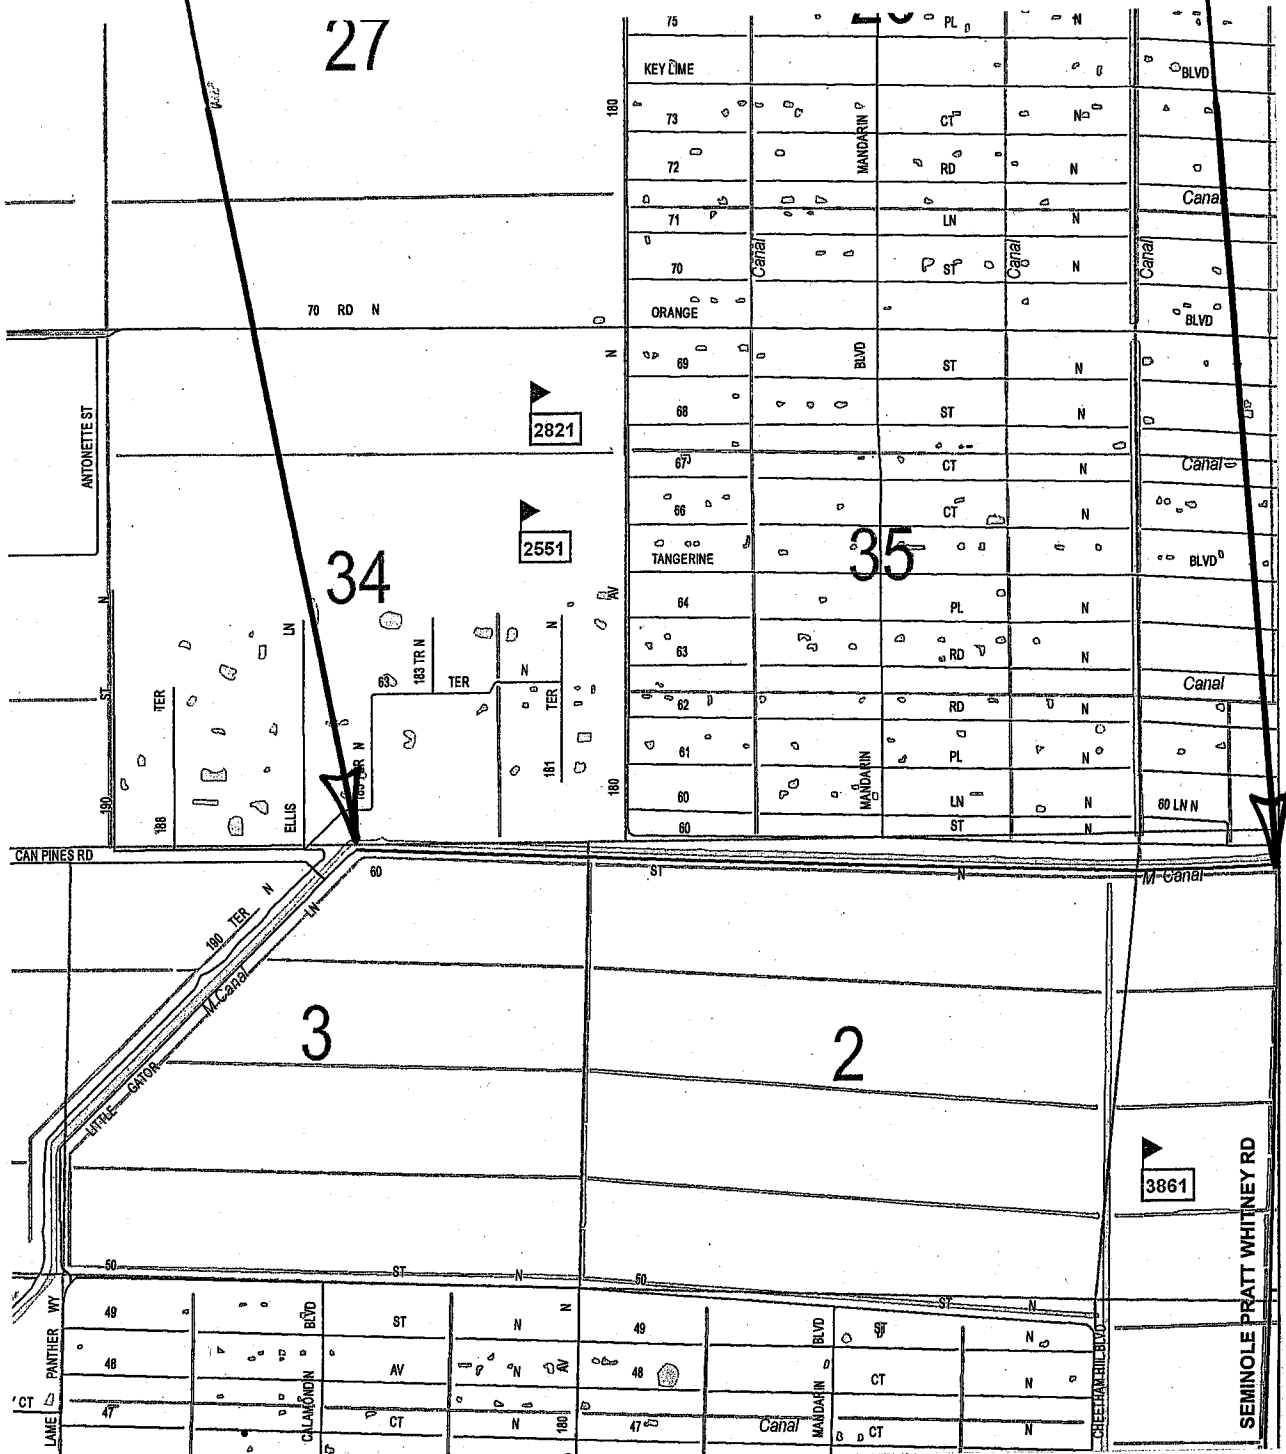 27
75
PL
N
KEY LIME
BLVD
180
73
MANDARIN
CT
N
72
RD
N
Canal
71
LN
N
Canal
Canal
Canal
70
ST
N
70 RD N
ORANGE
BLVD
N
69
BLVD
ST
N
ANTONETTE ST
68
ST
N
2821
67
CT
N
Canal
66
CT
N
2551
TANGERINE
35
BLVD
34
N
AV
64
PL
N
LN
183 TR N
N
63
RD
N
63
TER
N
Canal
ST
TER
TER
62
RD
N
61
PL
N
181
180
MANDARIN
60
LN
N
60 LN N
190
188
ELLIS
60
ST
N
CAN PINES RD
60
ST
N
M Canal
190 TER N
LN
M Canal
3
2
GATOR
LITTLE
3861
SEMINOLE PRATT WHITNEY RD
50
ST
N
50
ST
N
WY
49
BLVD
ST
N
N
49
BLVD
ST
N
PANTHER
48
AV
N
AV
48
CT
N
CALAMONDIN
MANDARIN
CHEETHAM HILL BLVD
CT
47
CT
N
180
47
Canal
CT
N
LAME